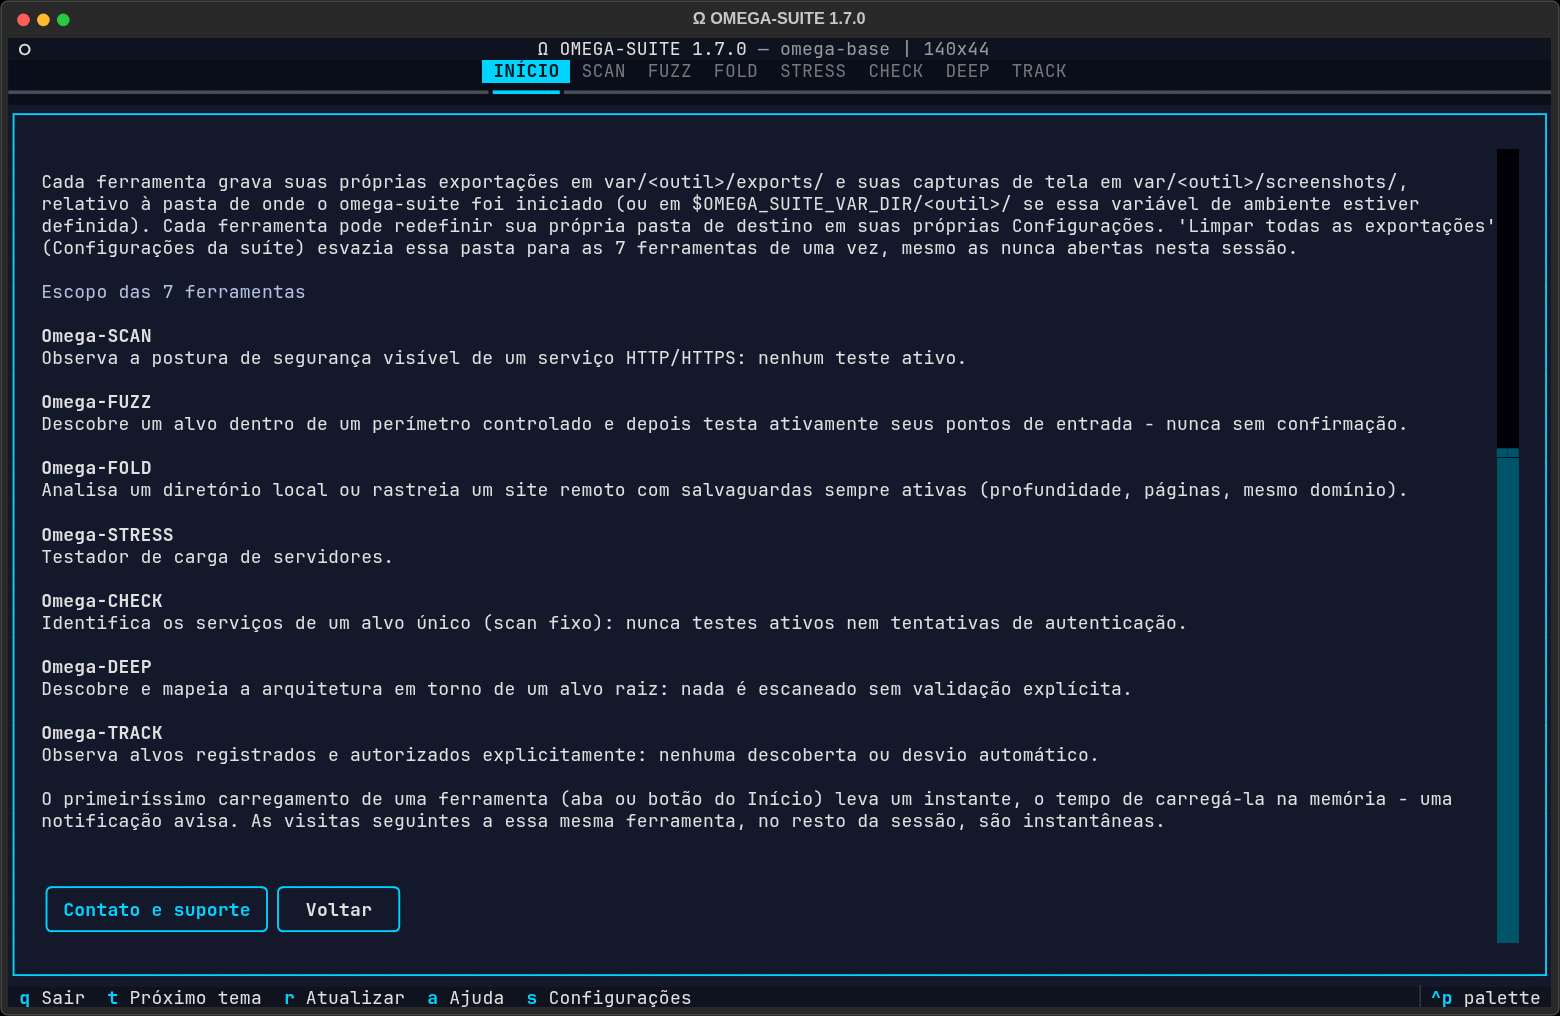 Ω OMEGA-SUITE 1.7.0
Ω OMEGA-SUITE 1.7.0 — omega-base | 140x44
INÍCIO SCAN FUZZ FOLD STRESS CHECK DEEP TRACK
Cada ferramenta grava suas próprias exportações em var/<outil>/exports/ e suas capturas de tela em var/<outil>/screenshots/,
relativo à pasta de onde o omega-suite foi iniciado (ou em $OMEGA_SUITE_VAR_DIR/<outil>/ se essa variável de ambiente estiver
definida). Cada ferramenta pode redefinir sua própria pasta de destino em suas próprias Configurações. 'Limpar todas as exportações'
(Configurações da suíte) esvazia essa pasta para as 7 ferramentas de uma vez, mesmo as nunca abertas nesta sessão.
Escopo das 7 ferramentas
Omega-SCAN
Observa a postura de segurança visível de um serviço HTTP/HTTPS: nenhum teste ativo.
Omega-FUZZ
Descobre um alvo dentro de um perímetro controlado e depois testa ativamente seus pontos de entrada - nunca sem confirmação.
Omega-FOLD
Analisa um diretório local ou rastreia um site remoto com salvaguardas sempre ativas (profundidade, páginas, mesmo domínio).
Omega-STRESS
Testador de carga de servidores.
Omega-CHECK
Identifica os serviços de um alvo único (scan fixo): nunca testes ativos nem tentativas de autenticação.
Omega-DEEP
Descobre e mapeia a arquitetura em torno de um alvo raiz: nada é escaneado sem validação explícita.
Omega-TRACK
Observa alvos registrados e autorizados explicitamente: nenhuma descoberta ou desvio automático.
O primeiríssimo carregamento de uma ferramenta (aba ou botão do Início) leva um instante, o tempo de carregá-la na memória - uma
notificação avisa. As visitas seguintes a essa mesma ferramenta, no resto da sessão, são instantâneas.
Contato e suporte Voltar
q Sair t Próximo tema r Atualizar a Ajuda s Configurações ^p palette